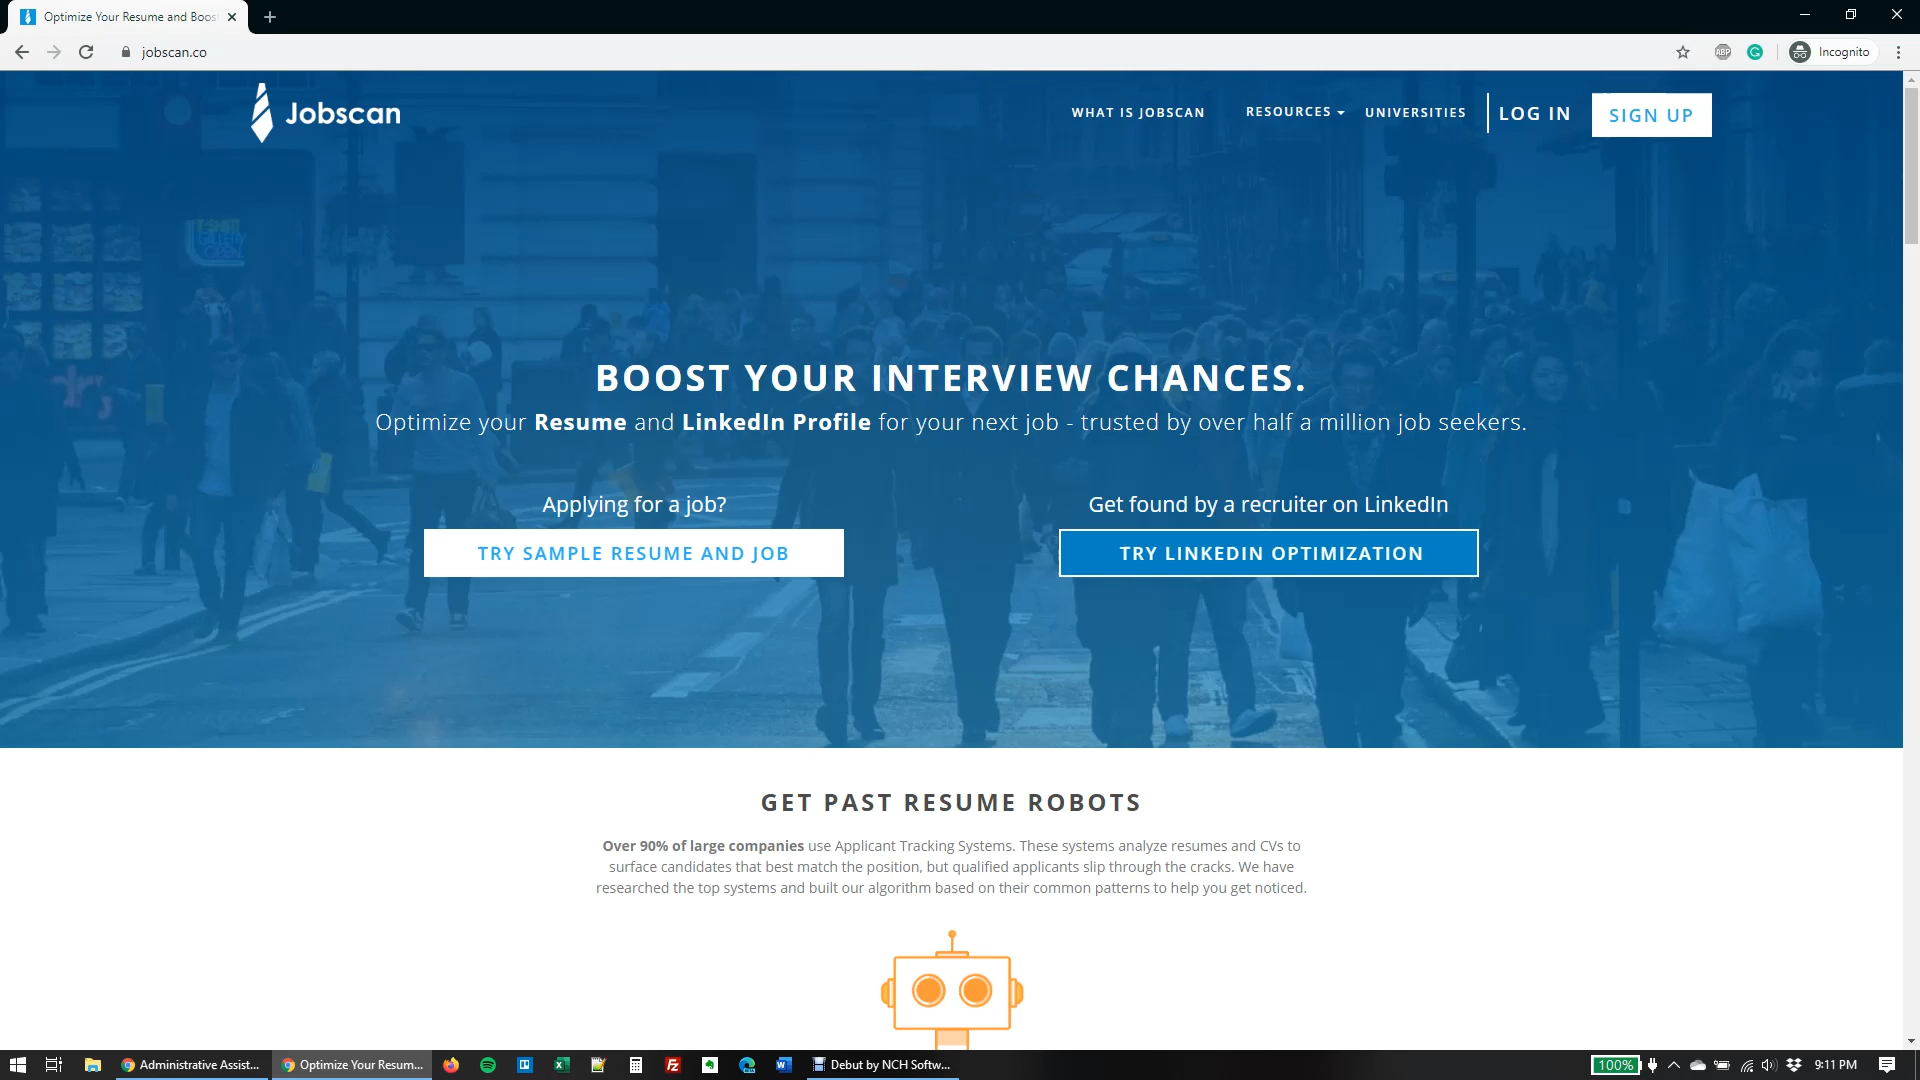 Optimize Your Resume and Boos
jobscan.co
ABP
Incognito
Jobscan
WHAT IS JOBSCAN
RESOURCES
UNIVERSITIES
LOG IN
SIGN UP
T-SHIRT
GALLERY
OPEN
BOOST YOUR INTERVIEW CHANCES.
Optimize your Resume and LinkedIn Profile for your next job - trusted by over half a million job seekers.
Applying for a job?
TRY SAMPLE RESUME AND JOB
Get found by a recruiter on LinkedIn
TRY LINKEDIN OPTIMIZATION
GET PAST RESUME ROBOTS
Over 90% of large companies use Applicant Tracking Systems. These systems analyze resumes and CVs to
surface candidates that best match the position, but qualified applicants slip through the cracks. We have
researched the top systems and built our algorithm based on their common patterns to help you get noticed.
Administrative Assist...
Optimize Your Resum...
Debut by NCH Softw...
100%
9:11 PM